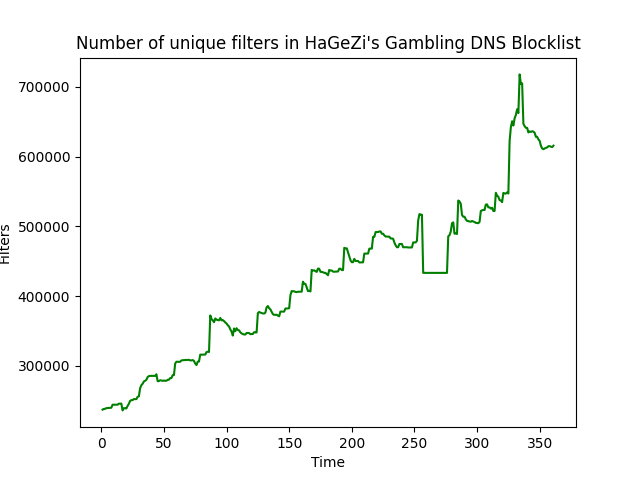 Number of unique filters in HaGeZi's Gambling DNS Blocklist
700000
600000
500000
400000
300000
Filters
0 50 100 150 200 250 300 350
Time